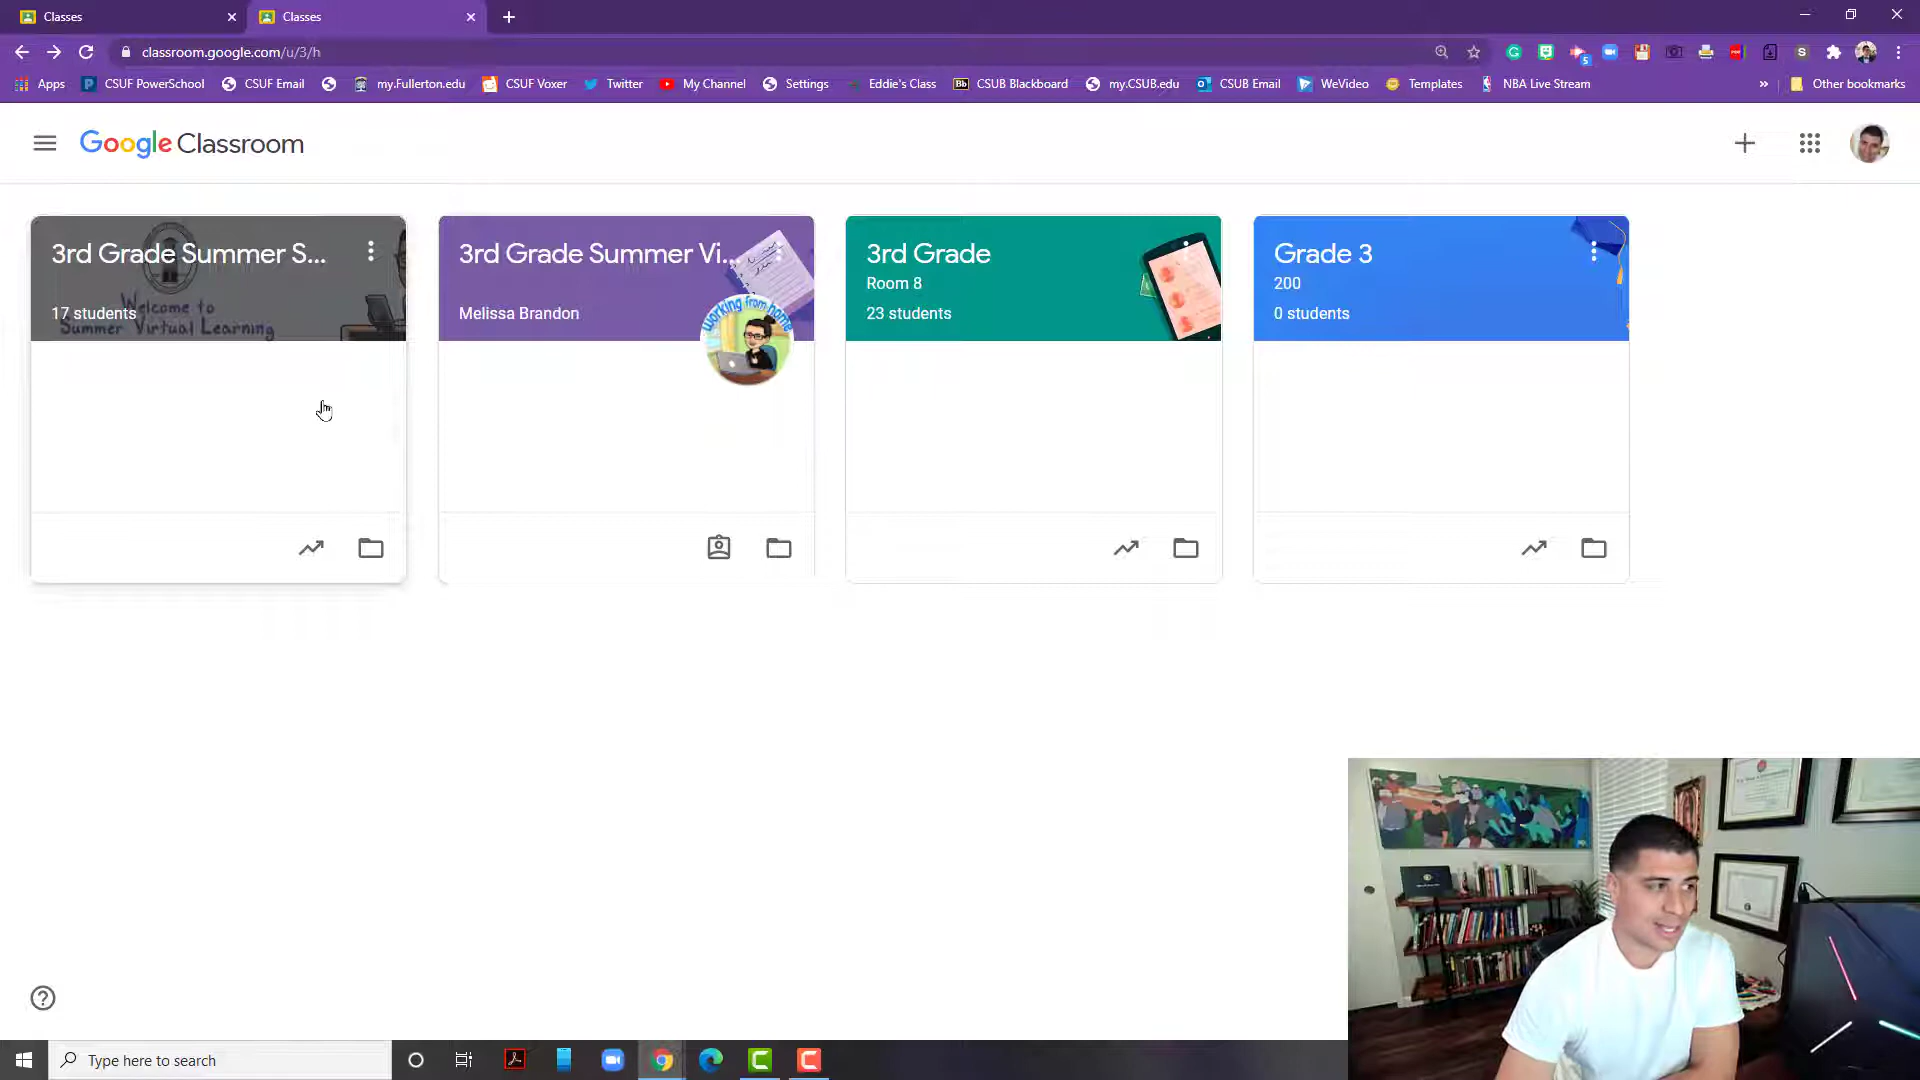 Classes
Classes
classroom.google.com/u/3/h
Apps
CSUF PowerSchool
CSUF Email
my.Fullerton.edu
CSUF Voxer
Twitter
My Channel
Settings
Eddie's Class
Bb CSUB Blackboard
my.CSUB.edu
CSUB Email
WeVideo
Templates
NBA Live Stream
»
Other bookmarks
Google Classroom
3rd Grade Summer S...
17 students
Welcome to
Summer Virtual Learning
3rd Grade Summer Vi...
Melissa Brandon
working from home
3rd Grade
Room 8
23 students
Grade 3
200
0 students
Type here to search